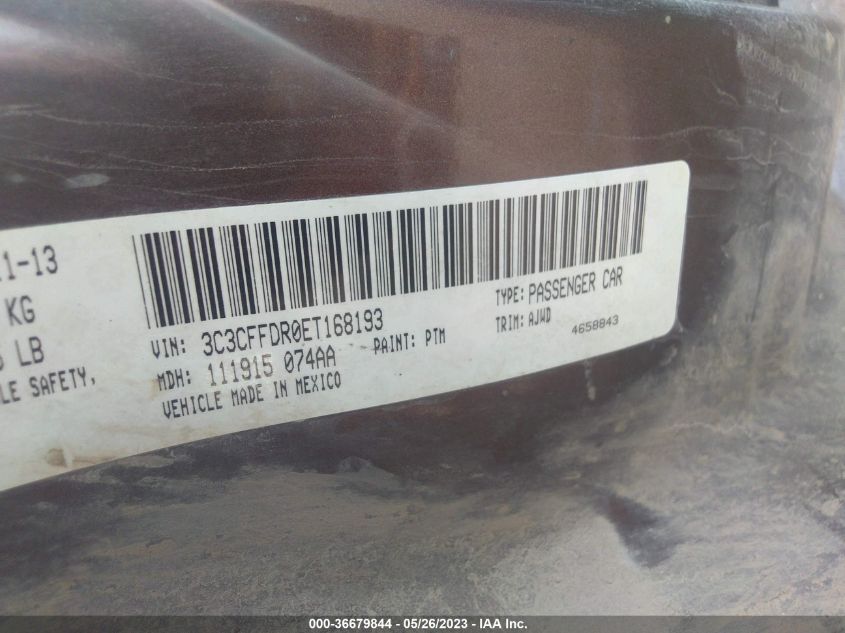 11-13
KG
LB
LE SAFETY,
VIN: 3C3CFFDR0ET168193
MDH: 111915 074AA PAINT: PTM
VEHICLE MADE IN MEXICO
TYPE: PASSENGER CAR
TRIM: AJWD
4658843
000-36679844 - 05/26/2023 - IAA Inc.